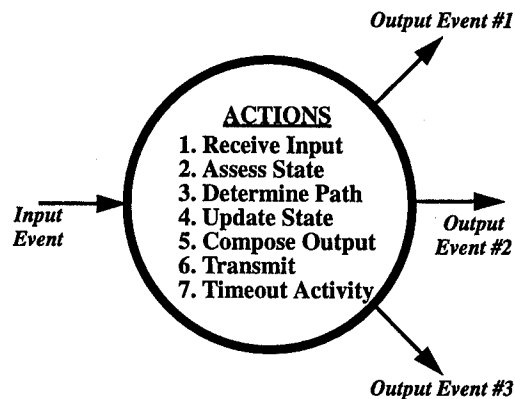 Output Event #1
ACTIONS
1. Receive Input
2. Assess State
3. Determine Path
4. Update State
5. Compose Output
6. Transmit
7. Timeout Activity
Input
Event
Output
Event #2
Output Event #3